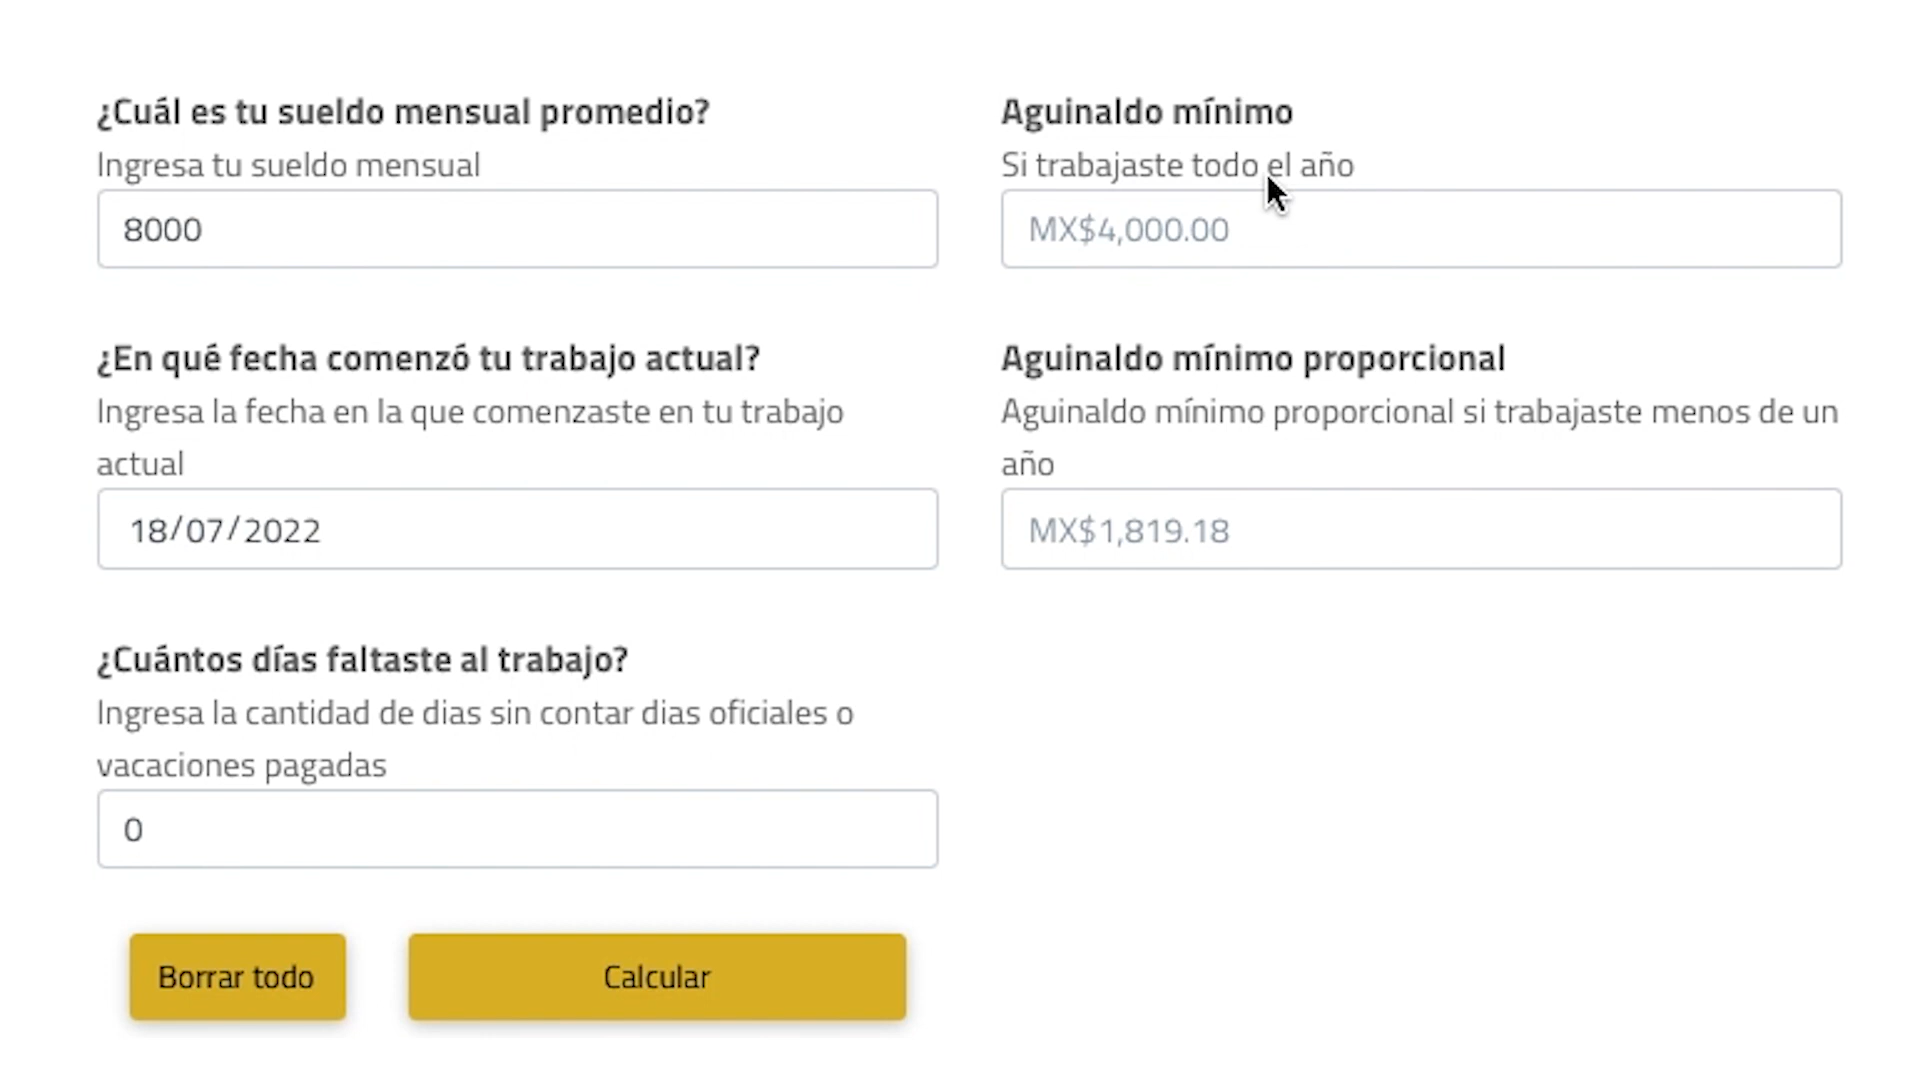 ¿Cuál es tu sueldo mensual promedio?
Ingresa tu sueldo mensual
8000
¿En qué fecha comenzó tu trabajo actual?
Ingresa la fecha en la que comenzaste en tu trabajo
actual
18/07/2022
¿Cuántos días faltaste al trabajo?
Ingresa la cantidad de dias sin contar dias oficiales o
vacaciones pagadas
0
Borrar todo
Calcular
Aguinaldo mínimo
Si trabajaste todo el año
MX$4,000.00
Aguinaldo mínimo proporcional
Aguinaldo mínimo proporcional si trabajaste menos de un
año
MX$1,819.18